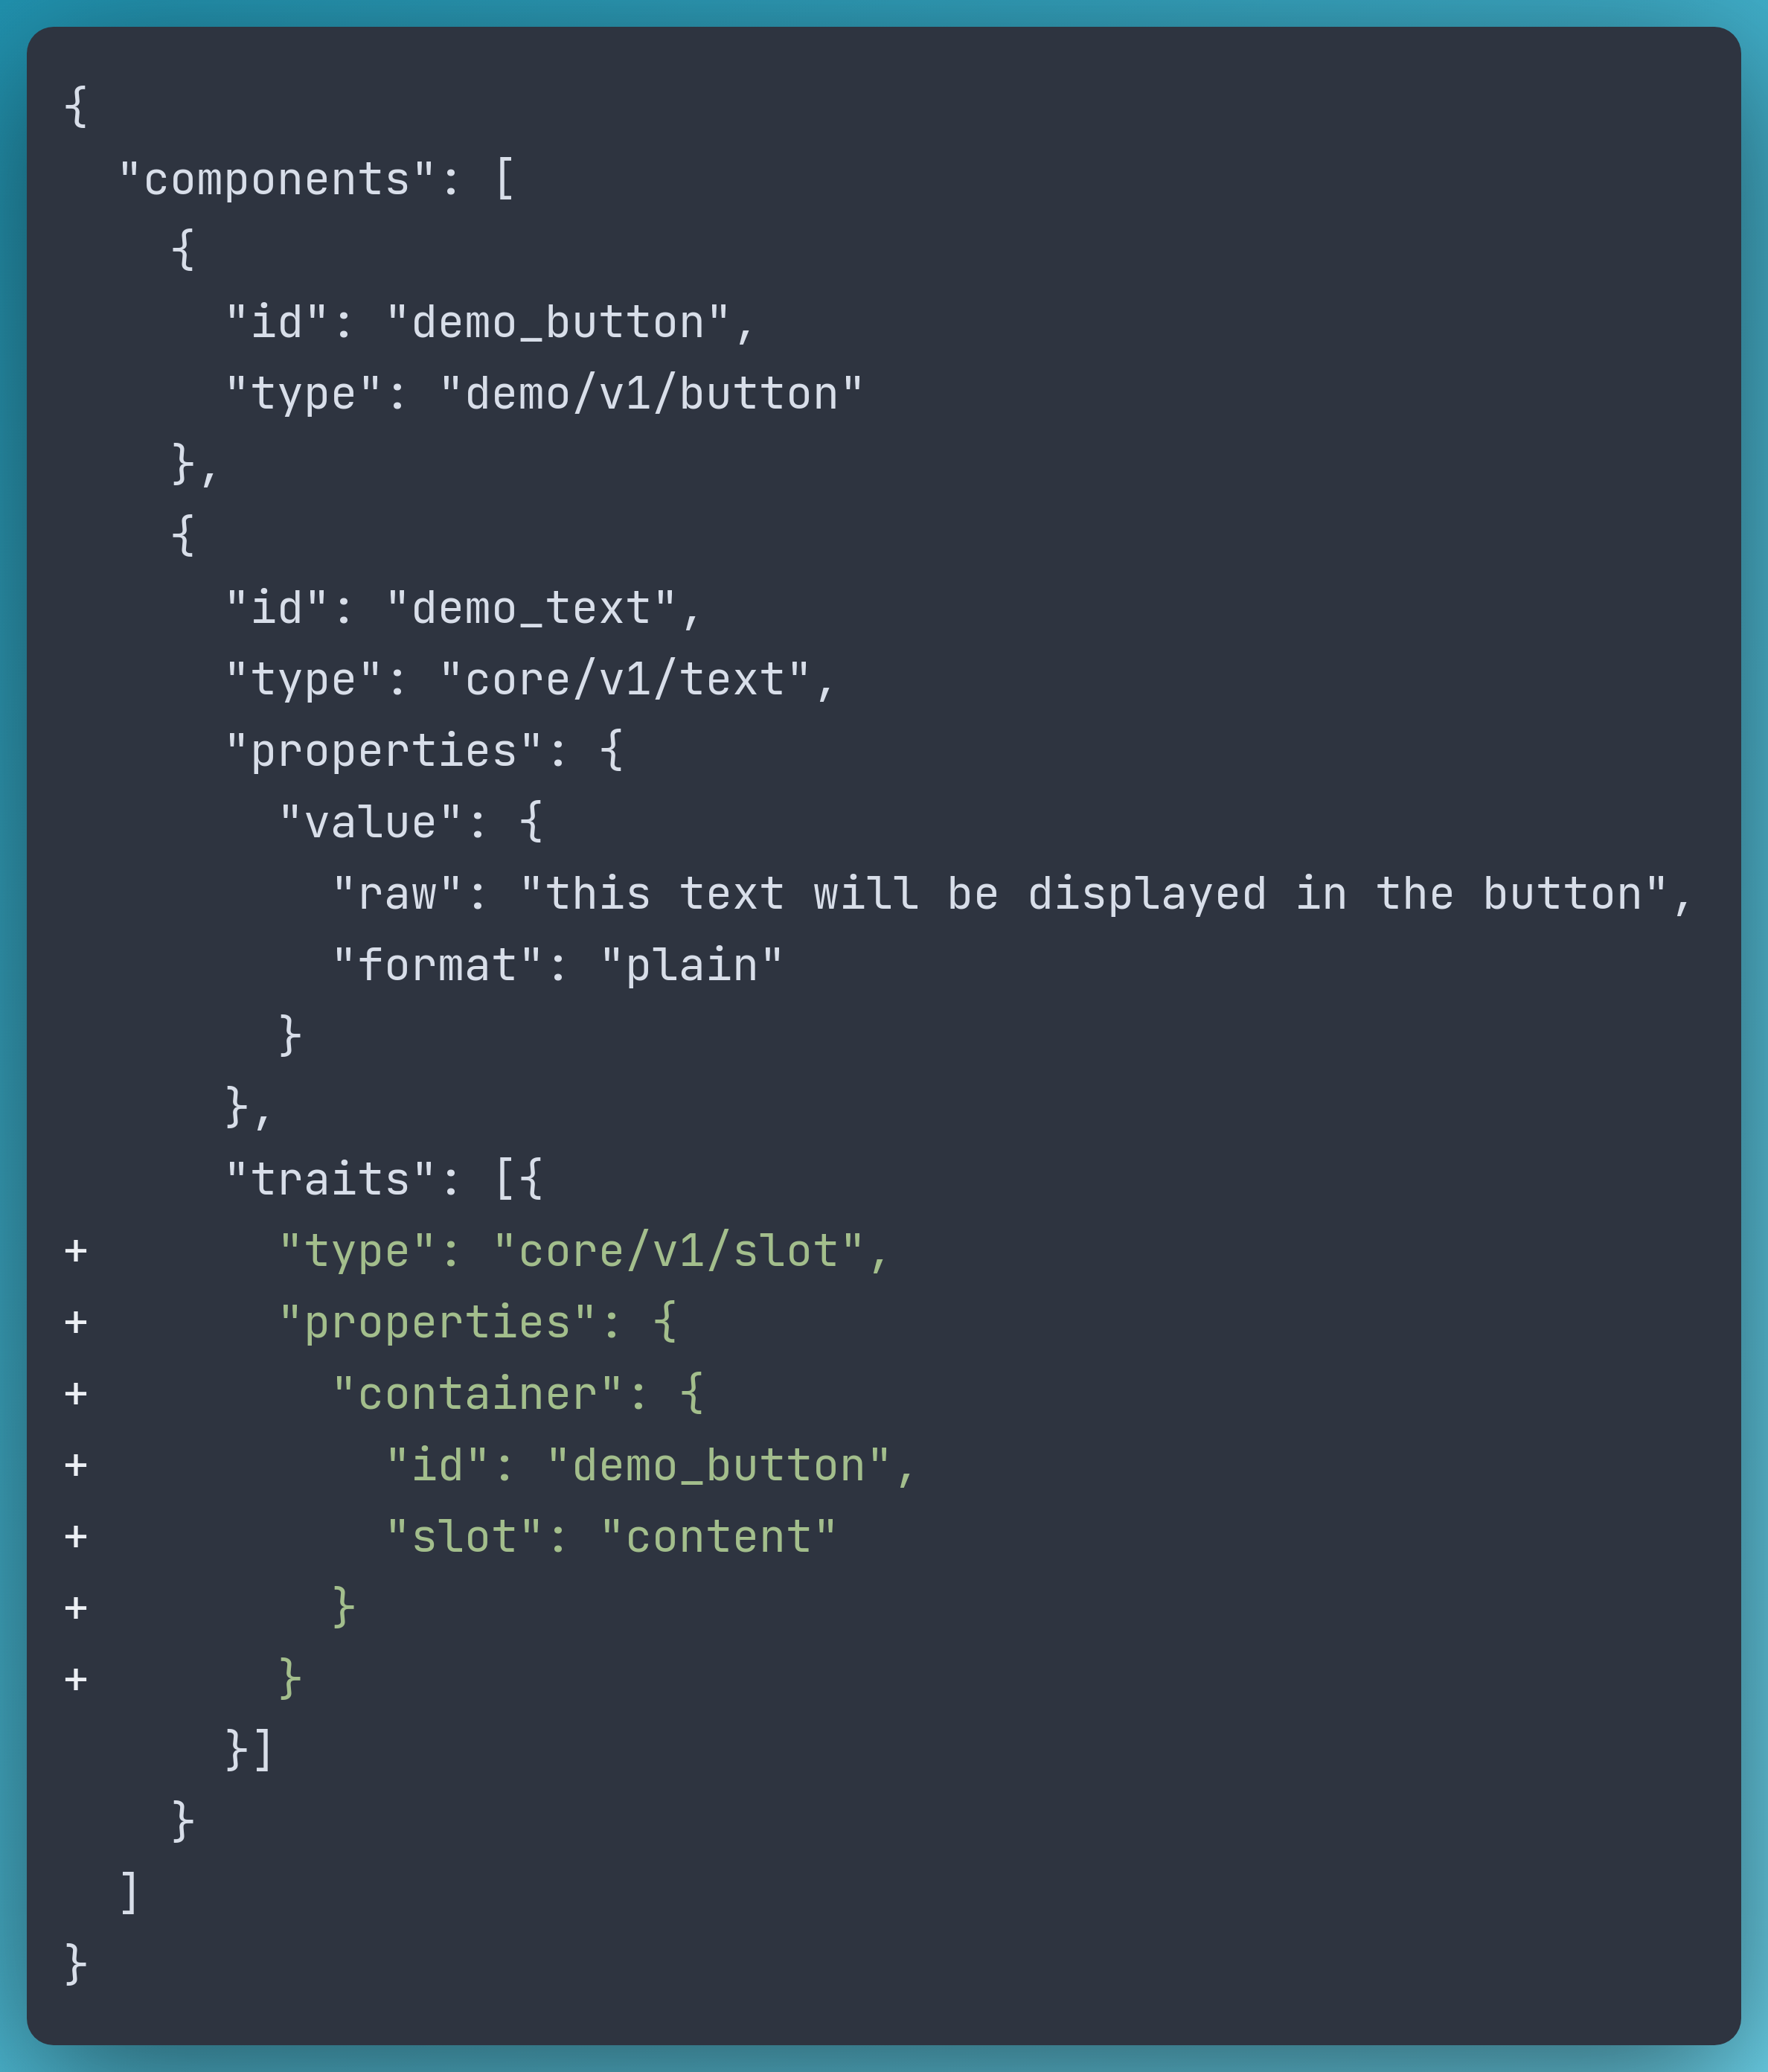 {
  "components": [
    {
      "id": "demo_button",
      "type": "demo/v1/button"
    },
    {
      "id": "demo_text",
      "type": "core/v1/text",
      "properties": {
        "value": {
          "raw": "this text will be displayed in the button",
          "format": "plain"
        }
      },
      "traits": [{
+       "type": "core/v1/slot",
+       "properties": {
+         "container": {
+           "id": "demo_button",
+           "slot": "content"
+         }
+       }
      }]
    }
  ]
}